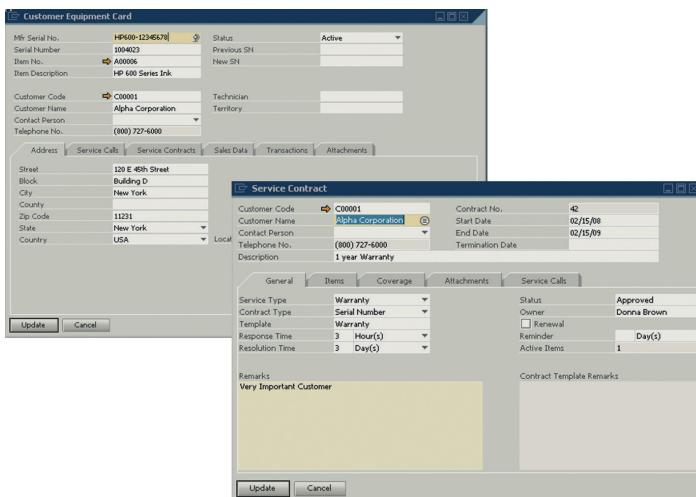 Customer Equipment Card
Mfr Serial No. HP600-12345678 Status Active
Serial Number 1004023 Previous SN
Item No. A00006 New SN
Item Description HP 600 Series Ink
Customer Code C00001 Technician
Customer Name Alpha Corporation Territory
Contact Person
Telephone No. (800) 727-6000
Address Service Calls Service Contracts Sales Data Transactions Attachments
Street 120 E 45th Street
Block Building D
City New York
County
Zip Code 11231
State New York
Country USA Locat
Update Cancel
Service Contract
Customer Code C00001 Contract No. 42
Customer Name Alpha Corporation Start Date 02/15/08
Contact Person End Date 02/15/09
Telephone No. (800) 727-6000 Termination Date
Description 1 year Warranty
General Items Coverage Attachments Service Calls
Service Type Warranty Status Approved
Contract Type Serial Number Owner Donna Brown
Template Warranty Renewal
Response Time 3 Hour(s) Reminder Day(s)
Resolution Time 3 Day(s) Active Items 1
Remarks Contract Template Remarks
Very Important Customer
Update Cancel